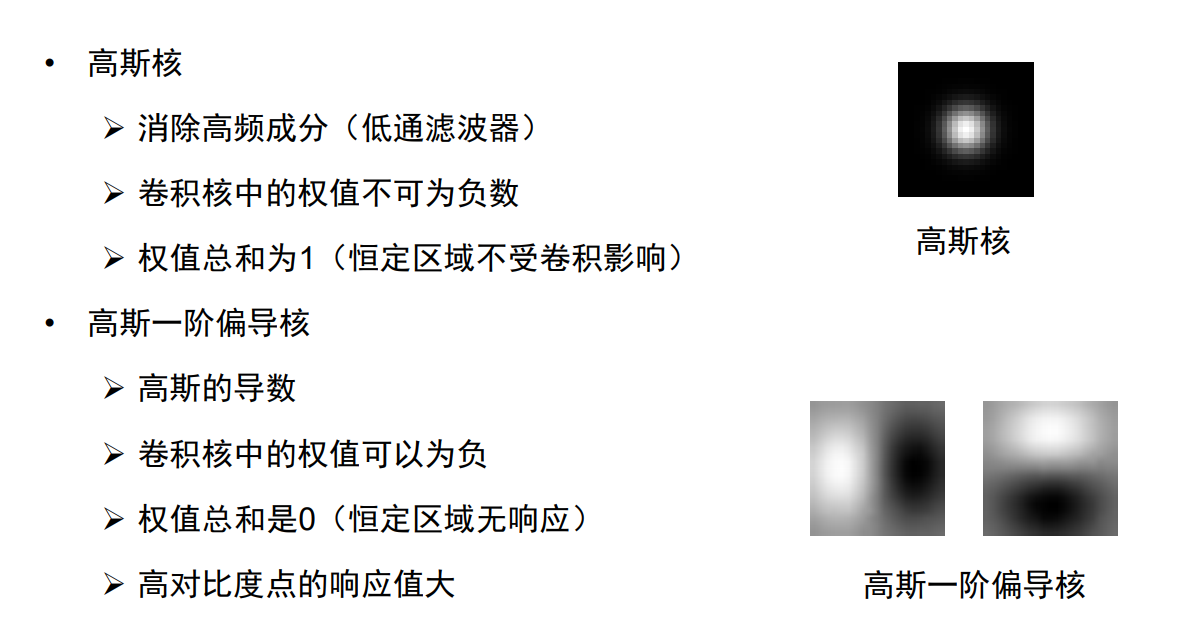 • 高斯核
➢ 消除高频成分（低通滤波器）
➢ 卷积核中的权值不可为负数
➢ 权值总和为1（恒定区域不受卷积影响）
高斯核
• 高斯一阶偏导核
➢ 高斯的导数
➢ 卷积核中的权值可以为负
➢ 权值总和是0（恒定区域无响应）
➢ 高对比度点的响应值大
高斯一阶偏导核